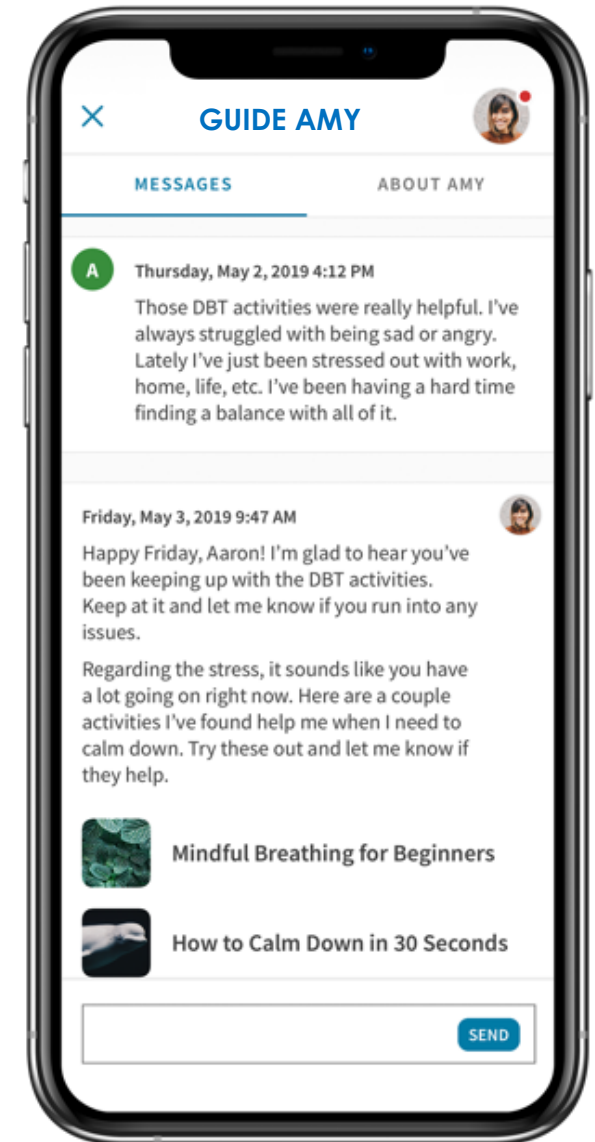 GUIDE AMY
MESSAGES
ABOUT AMY
A
Thursday, May 2, 2019 4:12 PM
Those DBT activities were really helpful. I've
always struggled with being sad or angry.
Lately I've just been stressed out with work,
home, life, etc. I've been having a hard time
finding a balance with all of it.
Friday, May 3, 2019 9:47 AM
Happy Friday, Aaron! I'm glad to hear you've
been keeping up with the DBT activities.
Keep at it and let me know if you run into any
issues.
Regarding the stress, it sounds like you have
a lot going on right now. Here are a couple
activities I've found help me when I need to
calm down. Try these out and let me know if
they help.
Mindful Breathing for Beginners
How to Calm Down in 30 Seconds
SEND